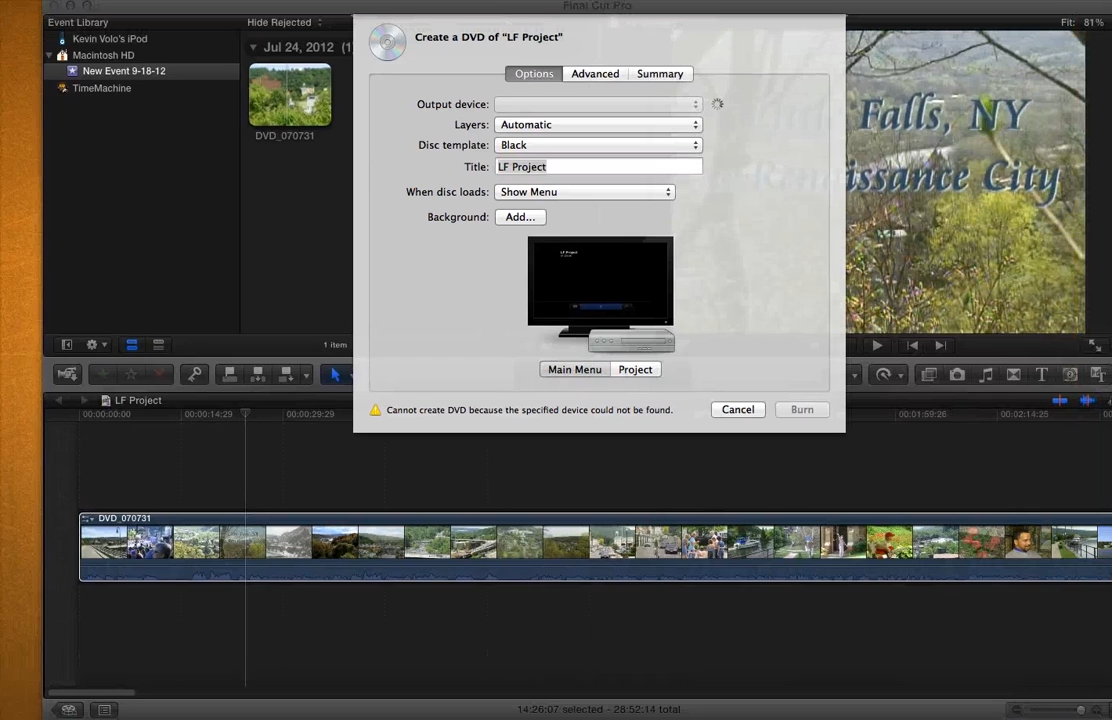 Final Cut Pro
Event Library
Hide Rejected
Fit: 81%
Kevin Volo's iPod
Macintosh HD
New Event 9-18-12
TimeMachine
Jul 24, 2012 (1
DVD_070731
Create a DVD of "LF Project"
Options
Advanced
Summary
Output device:
Layers: Automatic
Disc template: Black
Title: LF Project
When disc loads: Show Menu
Background: Add...
LF Project
Main Menu
Project
Cannot create DVD because the specified device could not be found.
Cancel
Burn
Falls, NY
Renaissance City
1 item
LF Project
00:00:00:00
00:00:14:29
00:00:29:29
00:01:59:26
00:02:14:25
00
DVD_070731
14:26:07 selected - 28:52:14 total